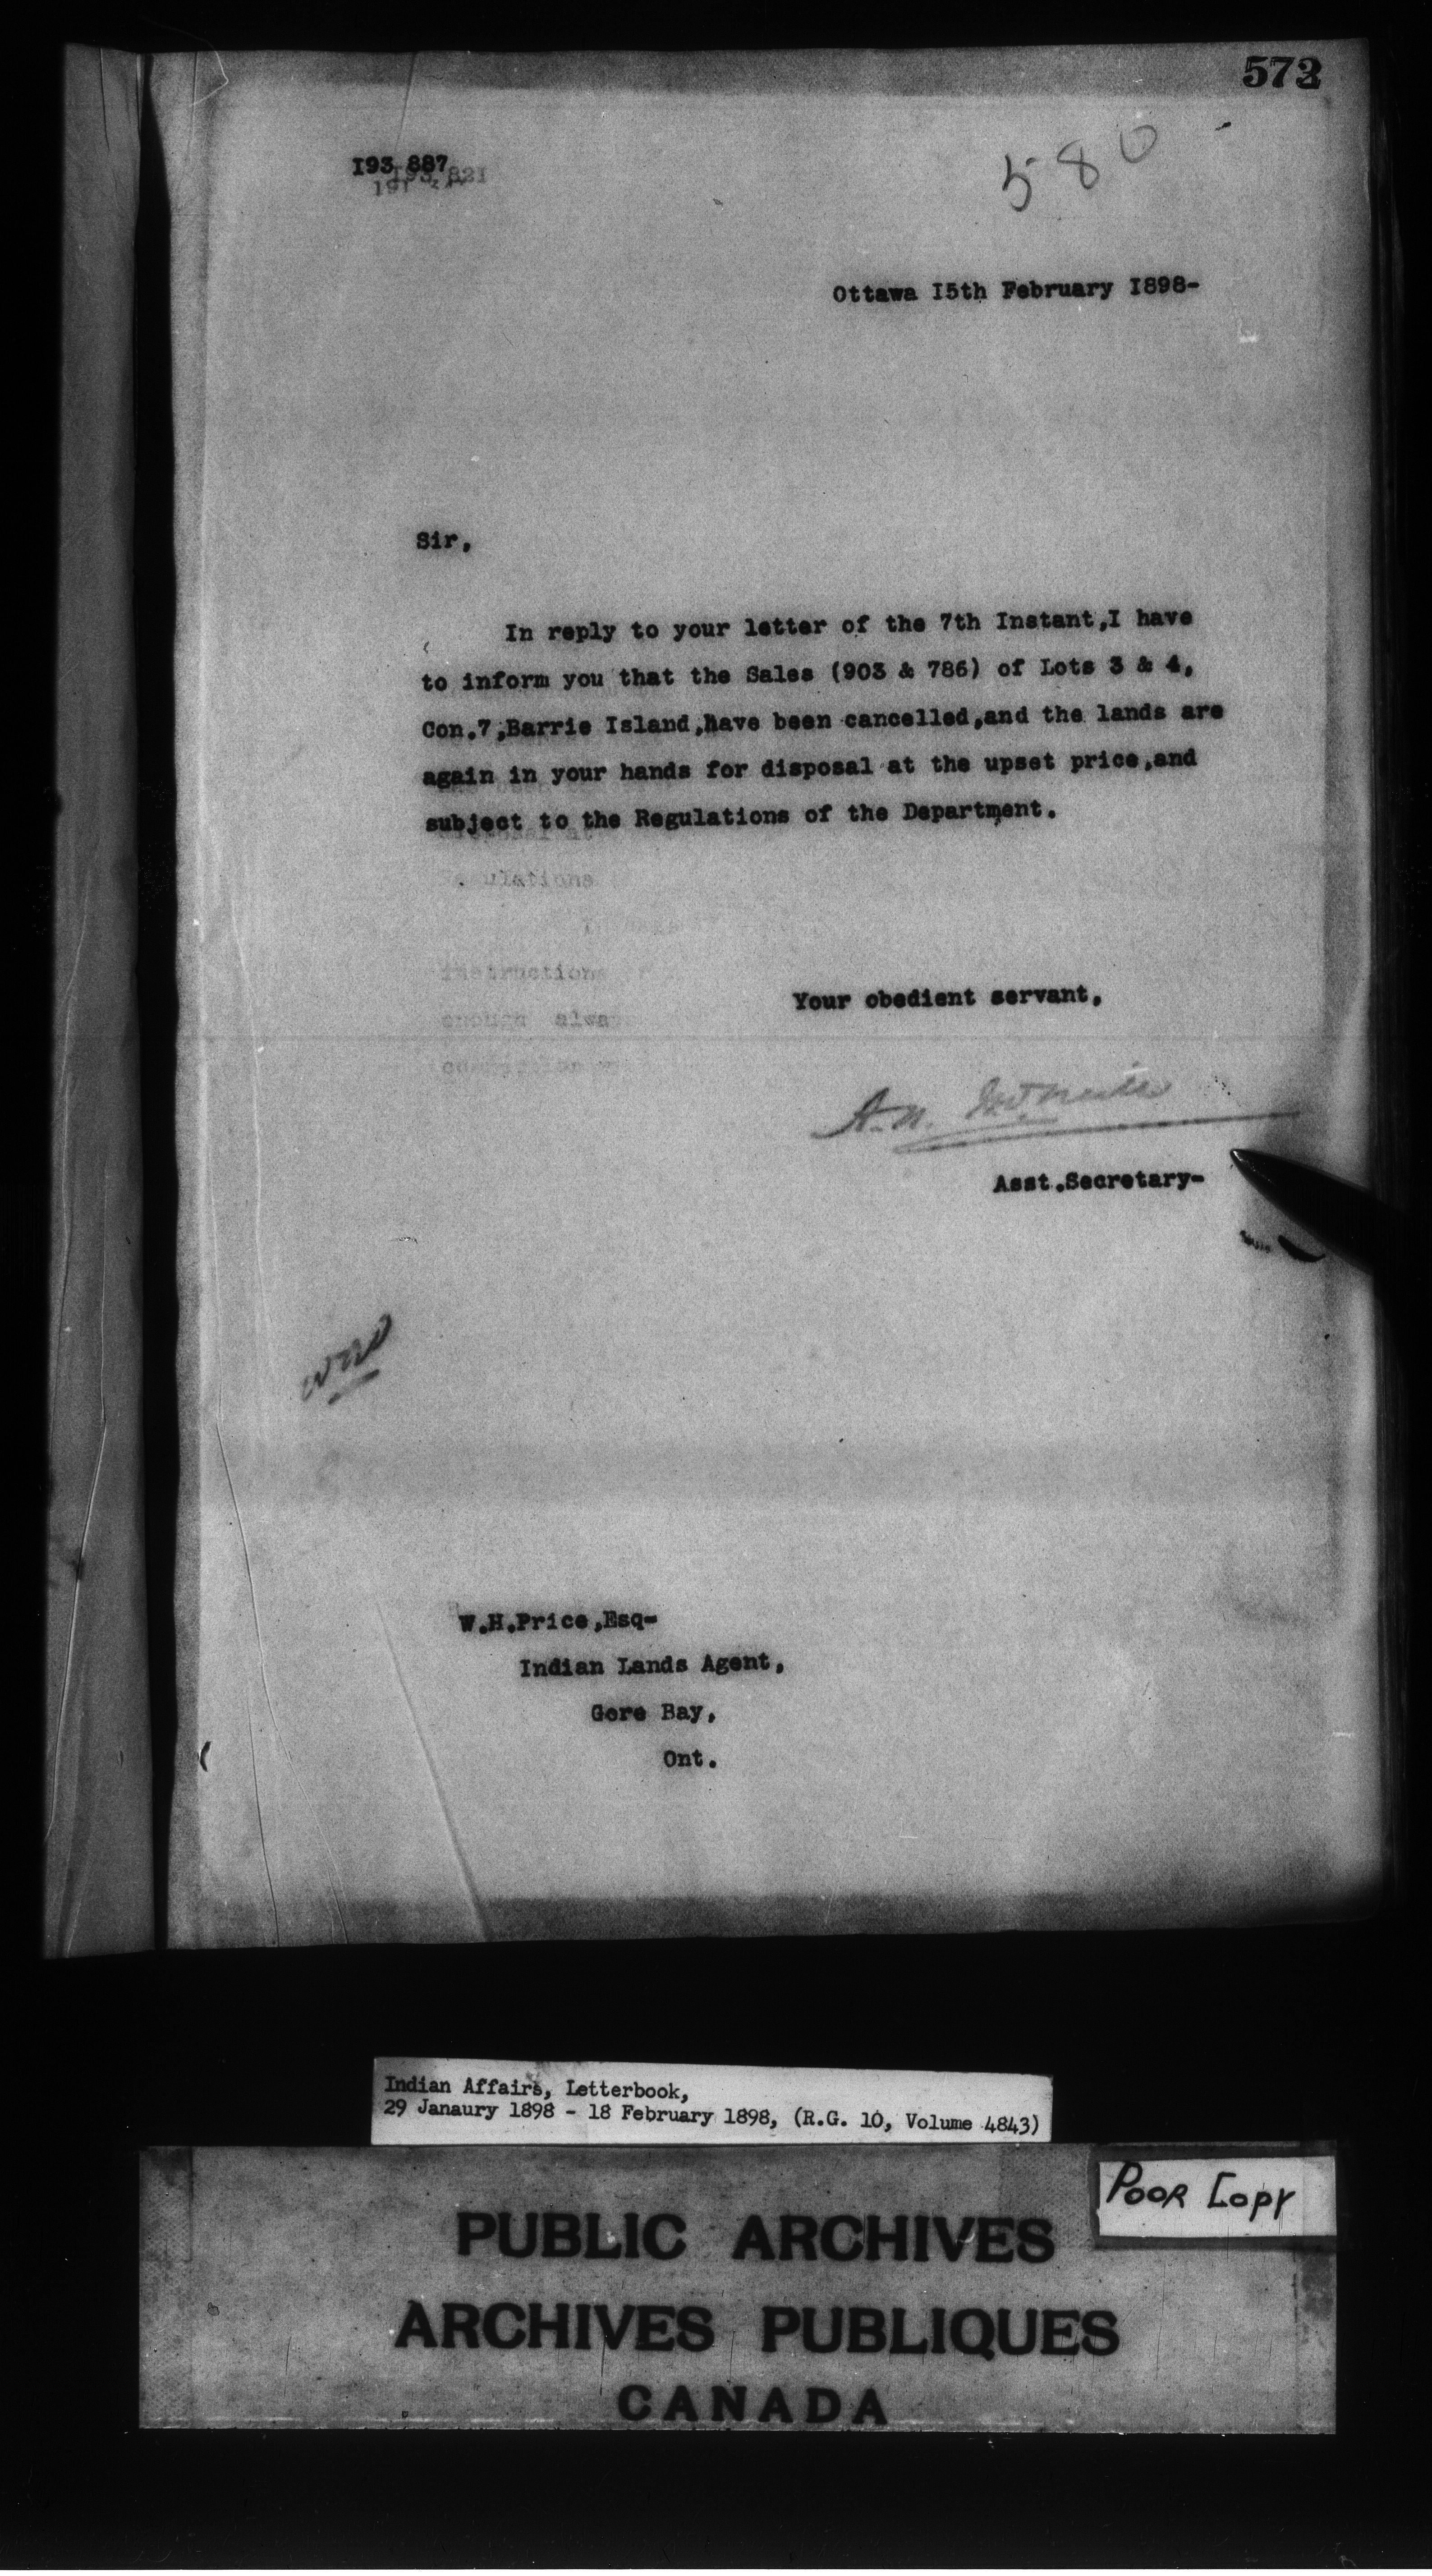 573
193 887
193,821
580
Ottawa 15th February 1898-
Sir,
In reply to your letter of the 7th Instant,I have
to inform you that the Sales (903 & 786) of Lots 3 & 4,
Con.7,Barrie Island,have been cancelled,and the lands are
again in your hands for disposal at the upset price,and
subject to the Regulations of the Department.
Your obedient servant,
A. N. McNeill
Asst.Secretary-
W.H.Price,Esq-
Indian Lands Agent,
Gore Bay,
Ont.
Indian Affairs, Letterbook,
29 Janaury 1898 - 18 February 1898, (R.G. 10, Volume 4843)
POOR COPY
PUBLIC ARCHIVES
ARCHIVES PUBLIQUES
CANADA